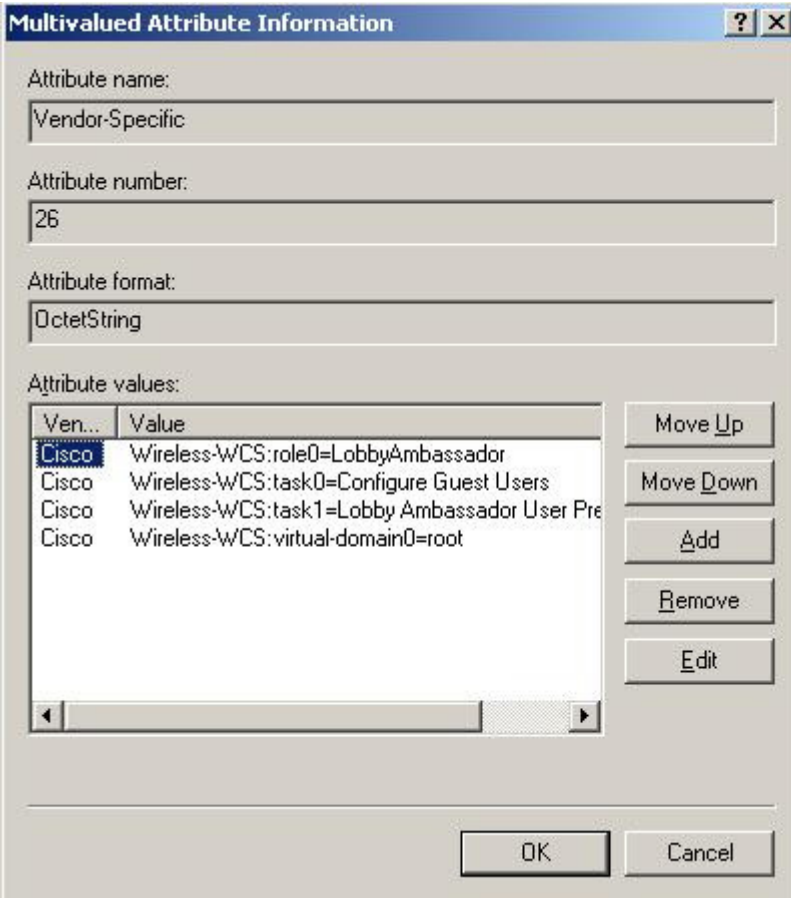 Multivalued Attribute Information
Attribute name:
Vendor-Specific
Attribute number:
26
Attribute format:
OctetString
Attribute values:
Ven... Value
Cisco Wireless-WCS:role0=LobbyAmbassador
Cisco Wireless-WCS:task0=Configure Guest Users
Cisco Wireless-WCS:task1=Lobby Ambassador User Pre
Cisco Wireless-WCS:virtual-domain0=root
Move Up
Move Down
Add
Remove
Edit
OK Cancel